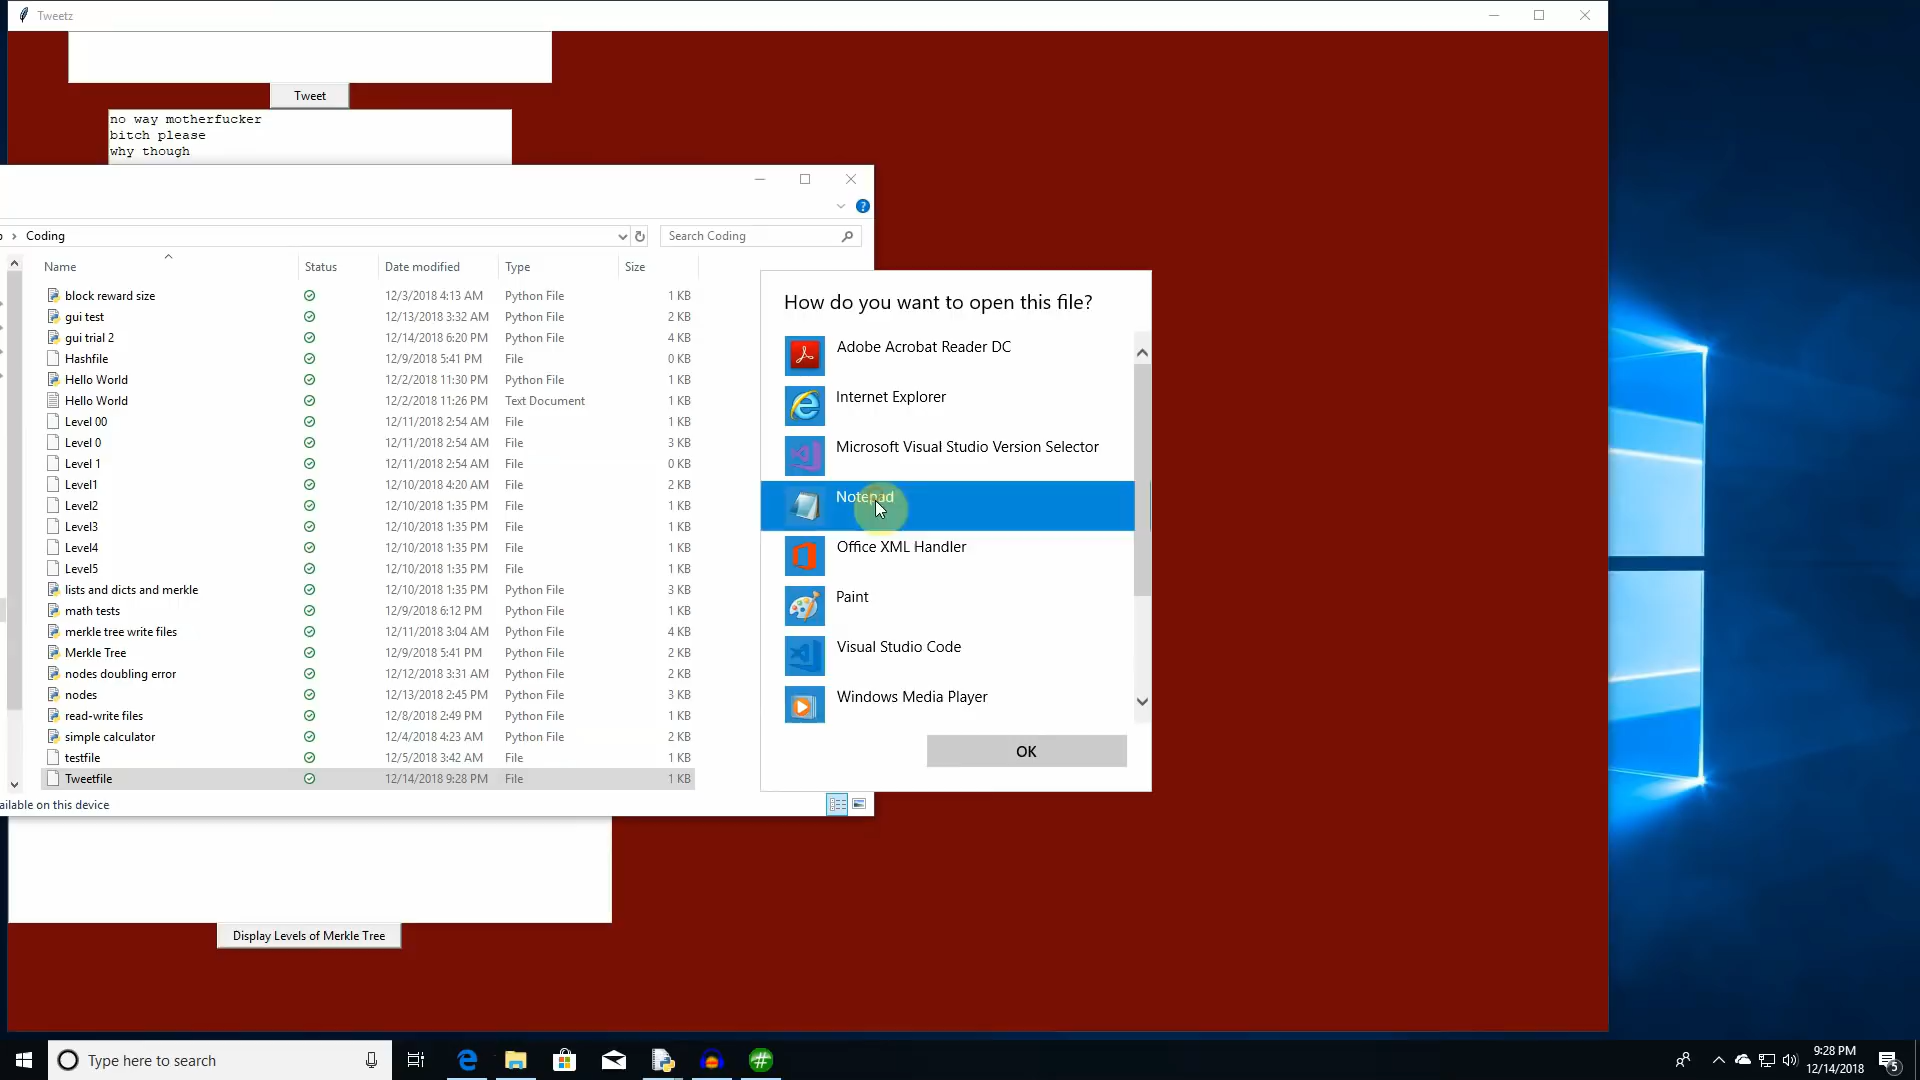 Tweetz
Tweet
no way motherfucker
bitch please
why though
Coding
Search Coding
Name Status Date modified Type Size
block reward size 12/3/2018 4:13 AM Python File 1 KB
gui test 12/13/2018 3:32 AM Python File 2 KB
gui trial 2 12/14/2018 6:20 PM Python File 4 KB
Hashfile 12/9/2018 5:41 PM File 0 KB
Hello World 12/2/2018 11:30 PM Python File 1 KB
Hello World 12/2/2018 11:26 PM Text Document 1 KB
Level 00 12/11/2018 2:54 AM File 1 KB
Level 0 12/11/2018 2:54 AM File 3 KB
Level 1 12/11/2018 2:54 AM File 0 KB
Level1 12/10/2018 4:20 AM File 2 KB
Level2 12/10/2018 1:35 PM File 1 KB
Level3 12/10/2018 1:35 PM File 1 KB
Level4 12/10/2018 1:35 PM File 1 KB
Level5 12/10/2018 1:35 PM File 1 KB
lists and dicts and merkle 12/10/2018 1:35 PM Python File 3 KB
math tests 12/9/2018 6:12 PM Python File 1 KB
merkle tree write files 12/11/2018 3:04 AM Python File 4 KB
Merkle Tree 12/9/2018 5:41 PM Python File 2 KB
nodes doubling error 12/12/2018 3:31 AM Python File 2 KB
nodes 12/13/2018 2:45 PM Python File 3 KB
read-write files 12/8/2018 2:49 PM Python File 1 KB
simple calculator 12/4/2018 4:23 AM Python File 2 KB
testfile 12/5/2018 3:42 AM File 1 KB
Tweetfile 12/14/2018 9:28 PM File 1 KB
ailable on this device
How do you want to open this file?
Adobe Acrobat Reader DC
Internet Explorer
Microsoft Visual Studio Version Selector
Notepad
Office XML Handler
Paint
Visual Studio Code
Windows Media Player
OK
Display Levels of Merkle Tree
Type here to search
9:28 PM
12/14/2018
5